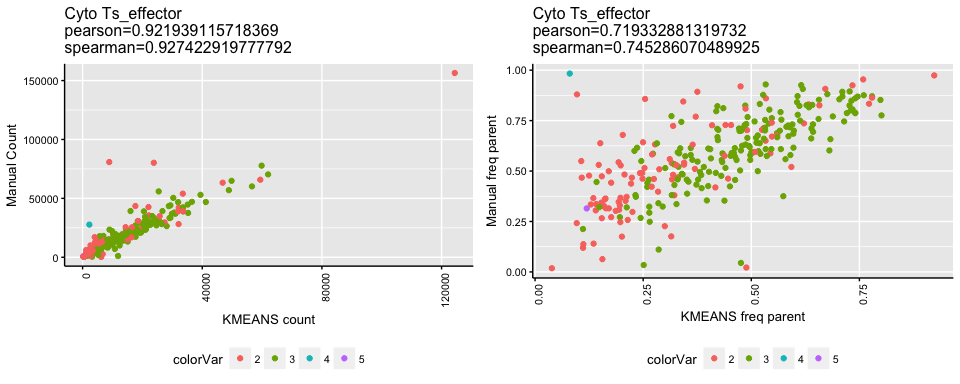 Cyto Ts_effector
pearson=0.921939115718369
spearman=0.927422919777792
150000
100000
50000
0
Manual Count
0
40000
80000
120000
KMEANS count
colorVar 2 3 4 5
Cyto Ts_effector
pearson=0.719332881319732
spearman=0.745286070489925
1.00
0.75
0.50
0.25
0.00
Manual freq parent
0.00
0.25
0.50
0.75
KMEANS freq parent
colorVar 2 3 4 5